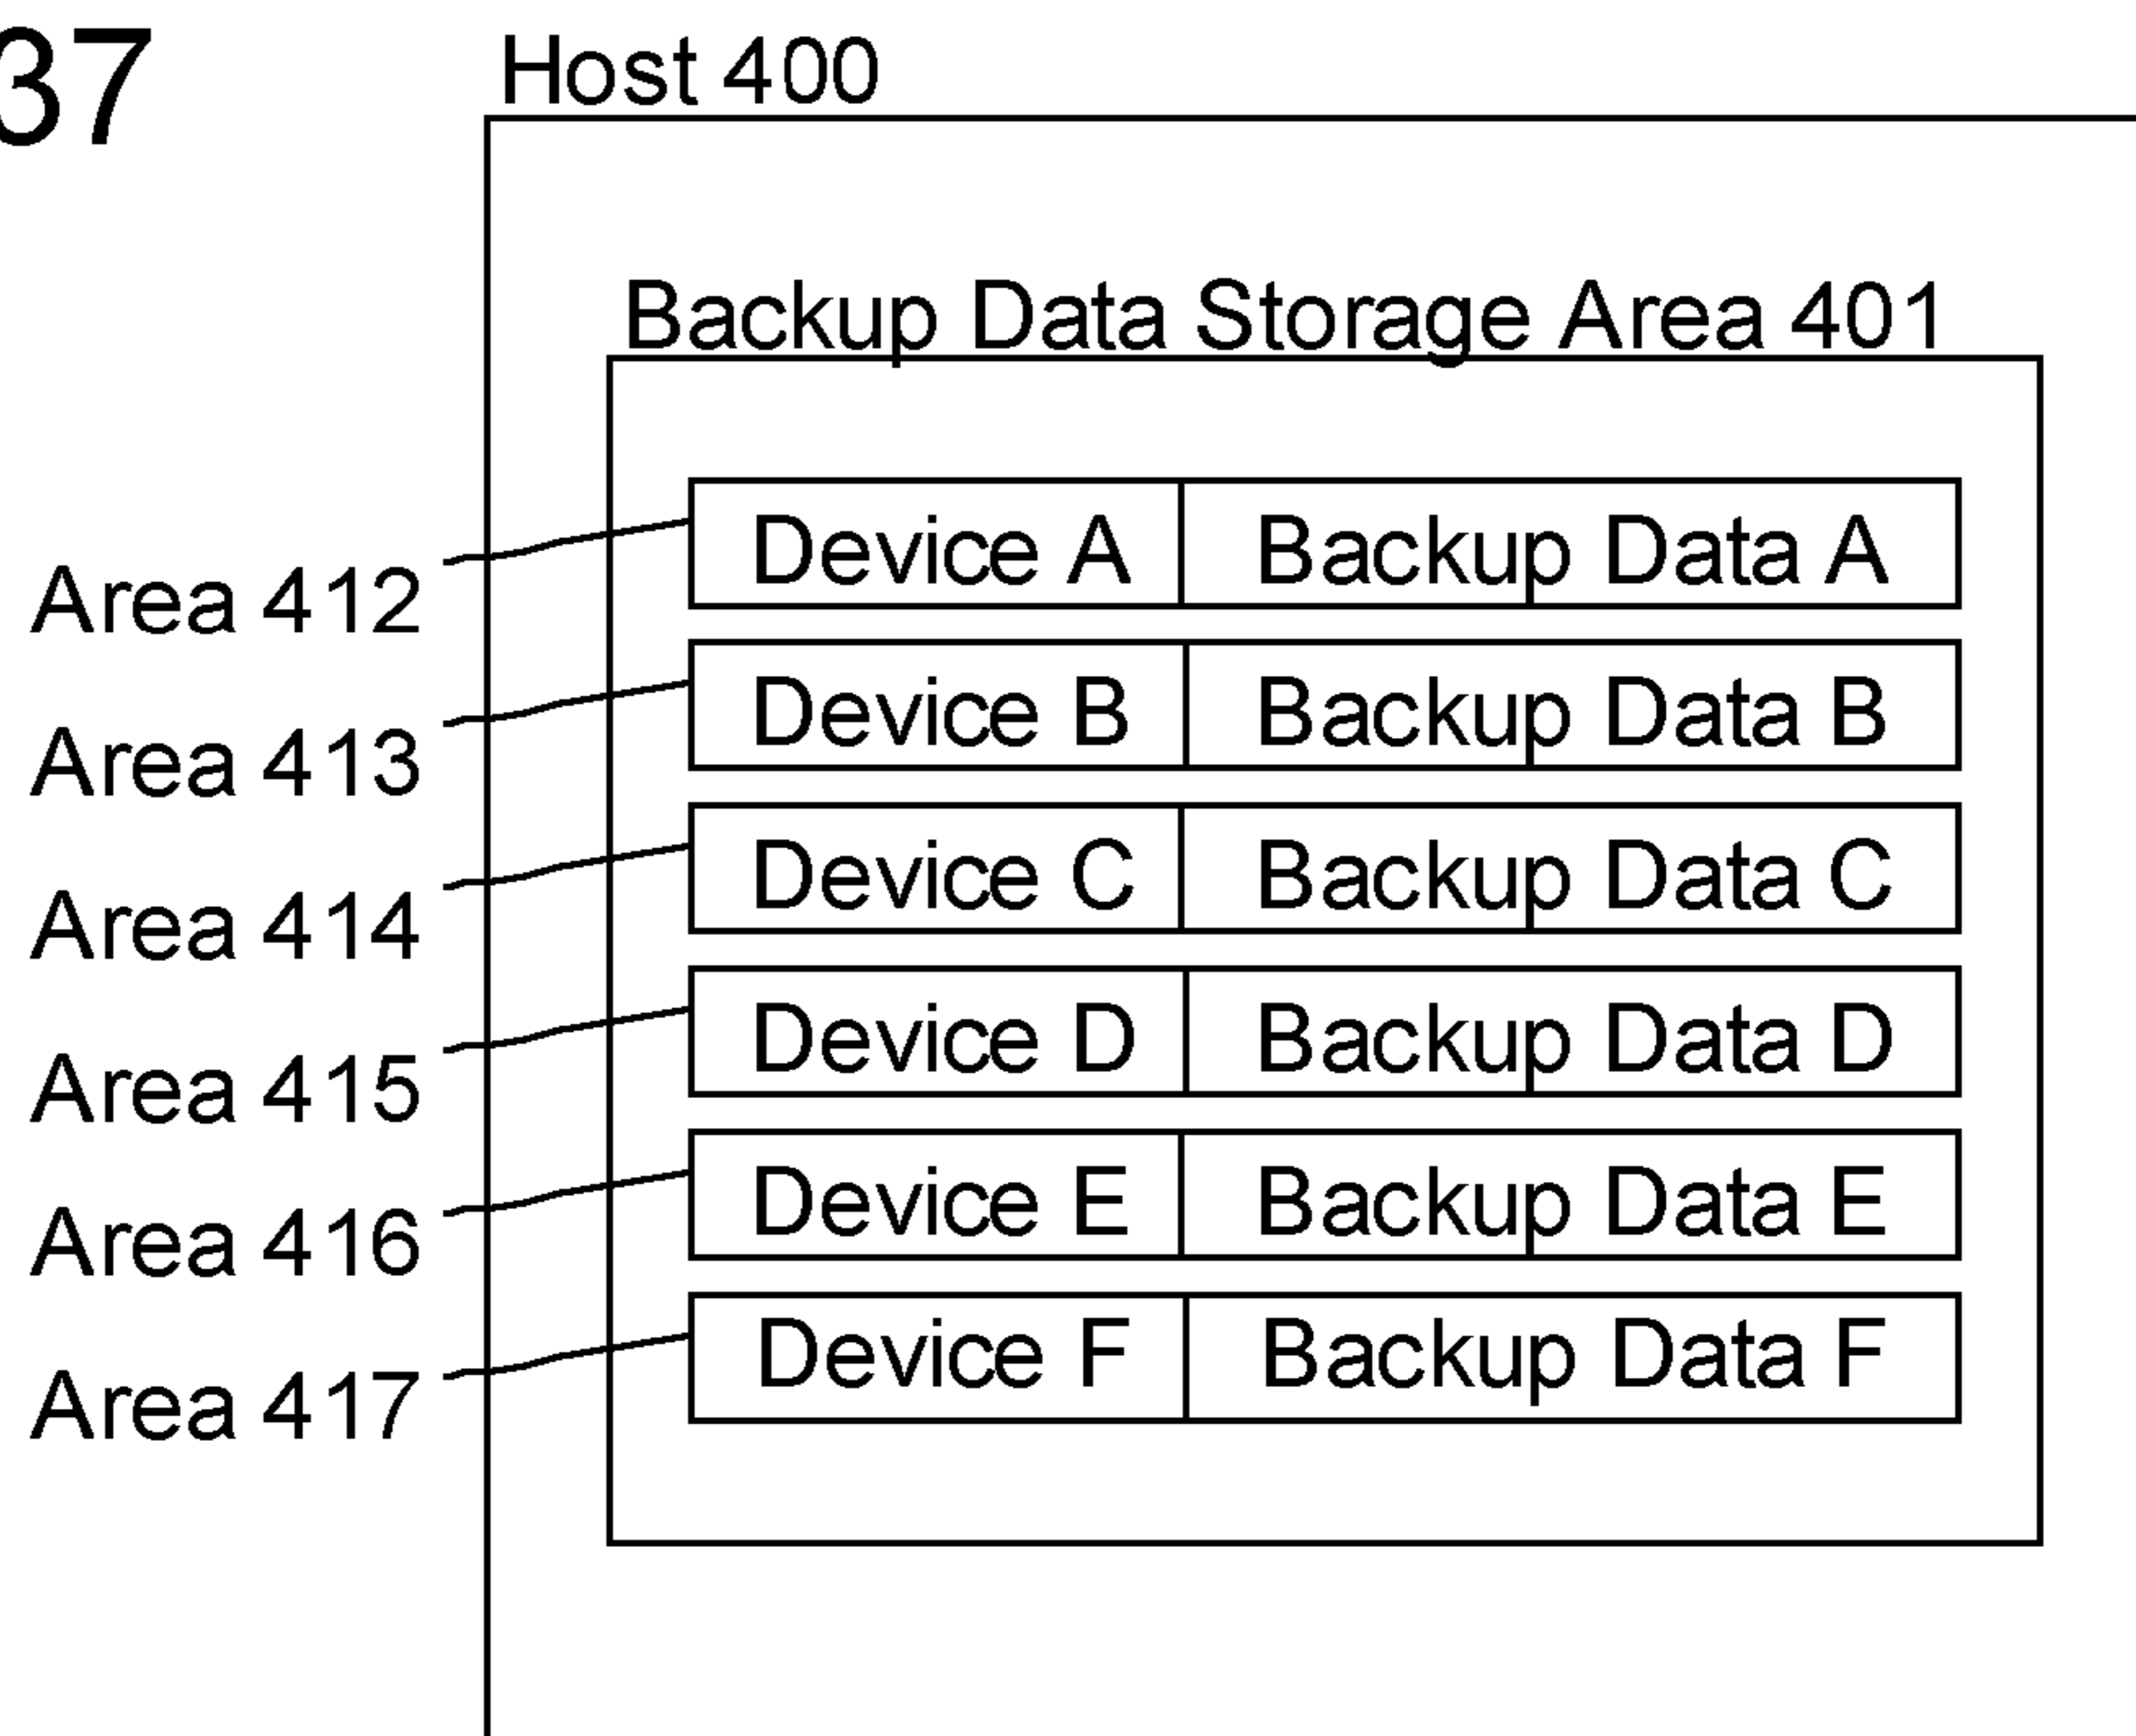 37
Host 400
Backup Data Storage Area 401
Area 412 Device A Backup Data A
Area 413 Device B Backup Data B
Area 414 Device C Backup Data C
Area 415 Device D Backup Data D
Area 416 Device E Backup Data E
Area 417 Device F Backup Data F